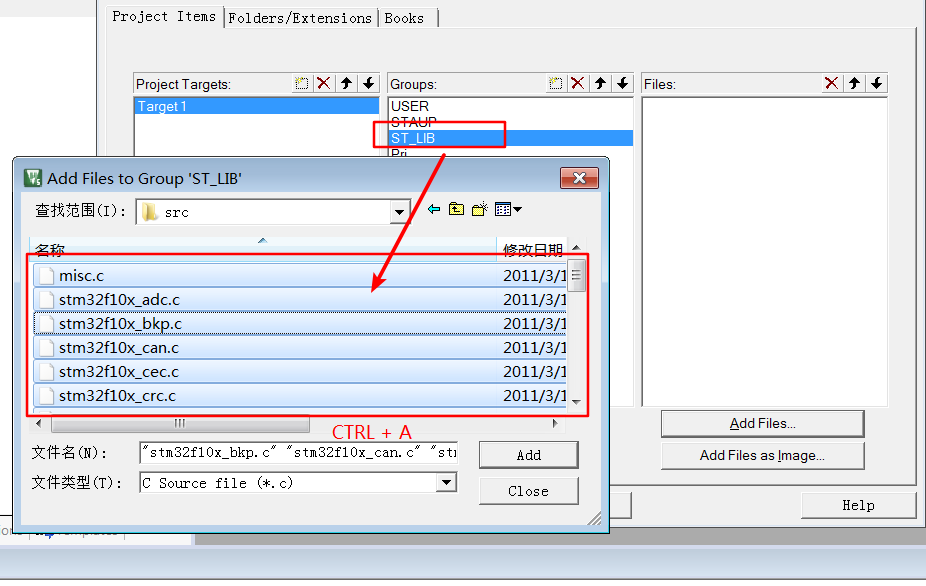 Project Items Folders/Extensions Books
Project Targets: Groups: Files:
Target 1
USER
STAUP
ST_LIB
Pri
Add Files to Group 'ST_LIB'
查找范围(I): src
名称 修改日期
misc.c 2011/3/1
stm32f10x_adc.c 2011/3/1
stm32f10x_bkp.c 2011/3/1
stm32f10x_can.c 2011/3/1
stm32f10x_cec.c 2011/3/1
stm32f10x_crc.c 2011/3/1
CTRL + A
文件名(N): "stm32f10x_bkp.c" "stm32f10x_can.c" "stm
Add
文件类型(T): C Source file (*.c)
Close
Add Files...
Add Files as Image...
Help